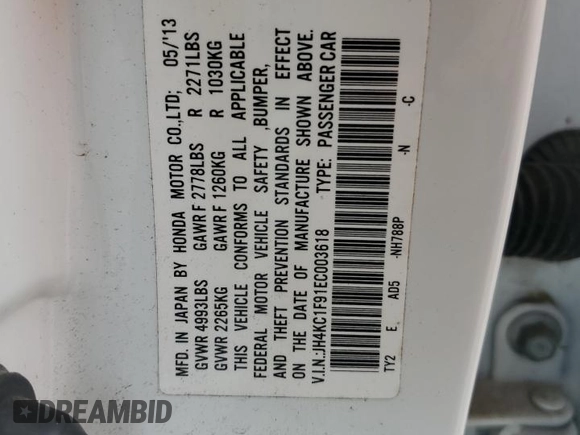 MFD. IN JAPAN BY HONDA MOTOR CO.,LTD; 05/'13
GVWR 4993LBS GAWR F 2778LBS R 2271LBS
GVWR 2265KG GAWR F 1260KG R 1030KG
THIS VEHICLE CONFORMS TO ALL APPLICABLE
FEDERAL MOTOR VEHICLE SAFETY ,BUMPER,
AND THEFT PREVENTION STANDARDS IN EFFECT
ON THE DATE OF MANUFACTURE SHOWN ABOVE.
V.I.N.:JH4KC1F91EC003618 TYPE: PASSENGER CAR
TY2 E AD5 -NH788P -N -C
DREAMBID